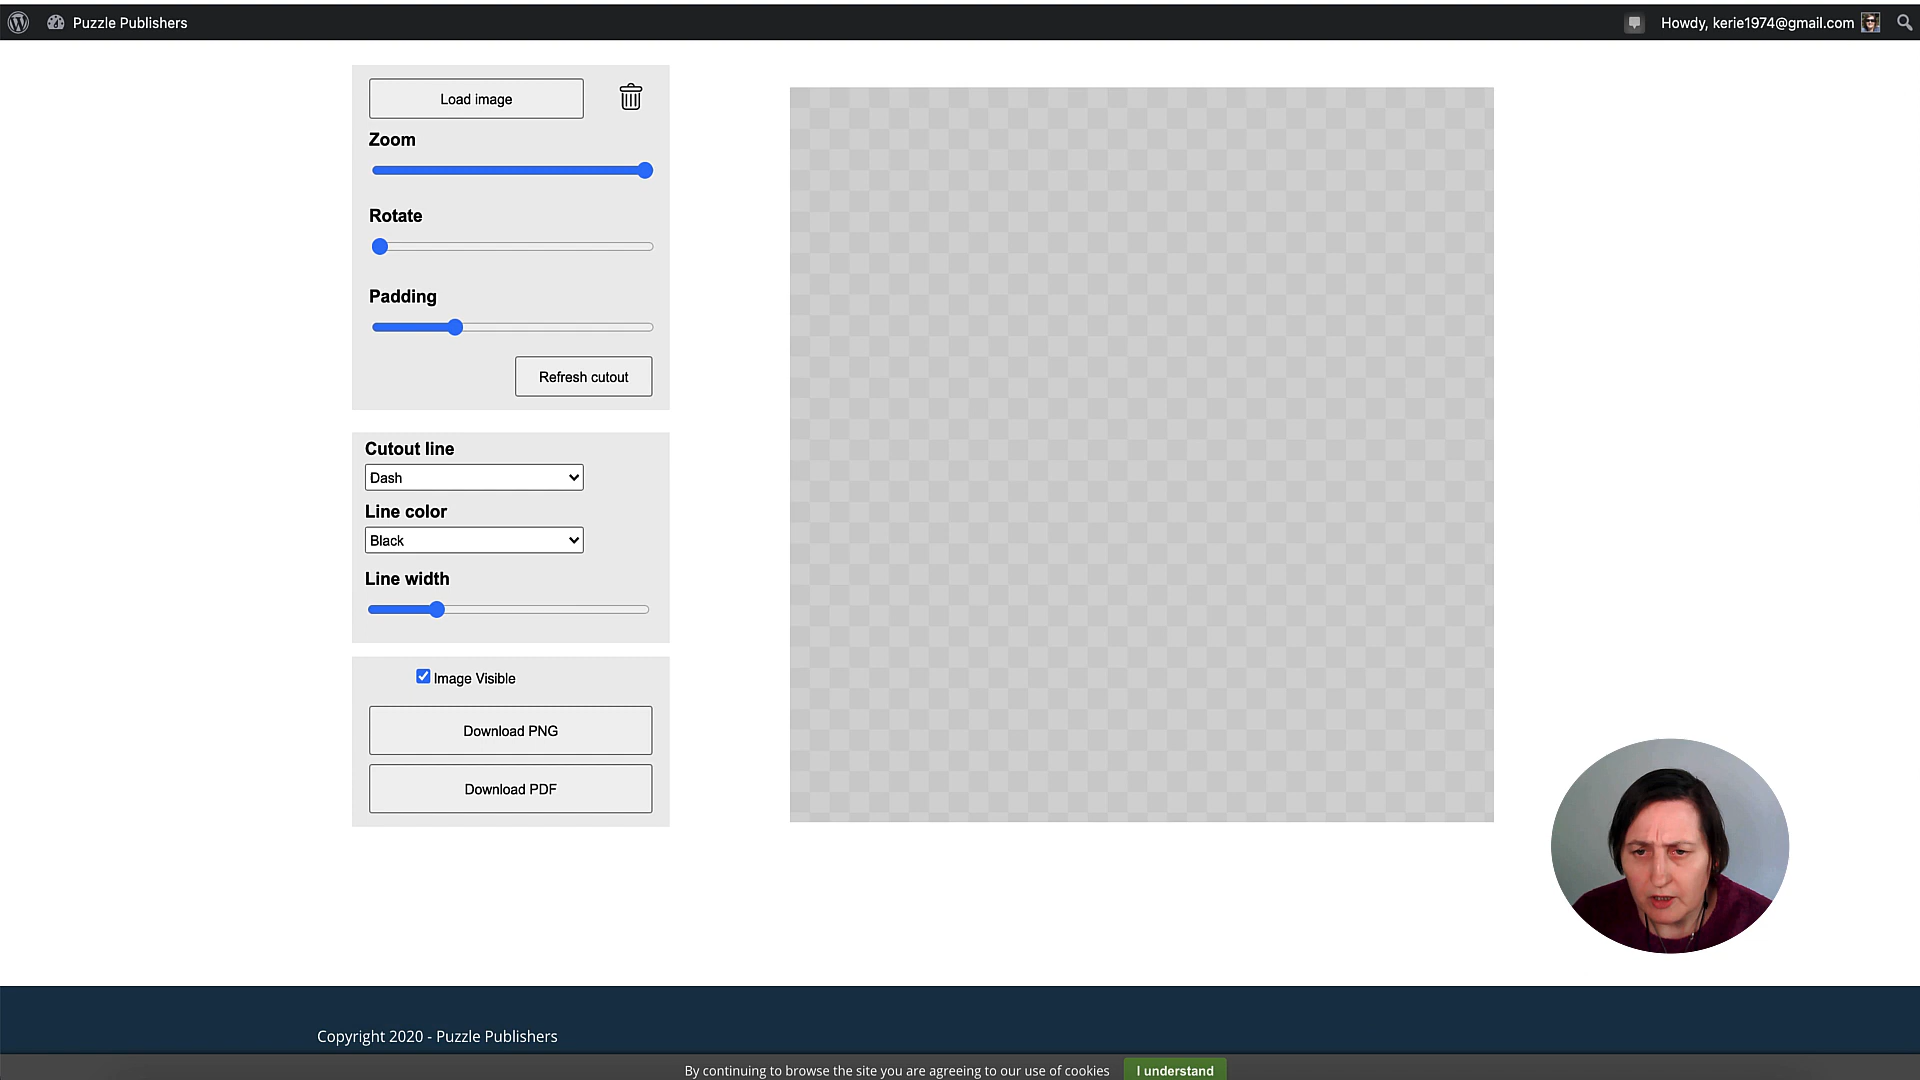 Puzzle Publishers
Howdy, kerie1974@gmail.com
Load image
Zoom
Rotate
Padding
Refresh cutout
Cutout line
Dash
Line color
Black
Line width
Image Visible
Download PNG
Download PDF
Copyright 2020 - Puzzle Publishers
By continuing to browse the site you are agreeing to our use of cookies
I understand